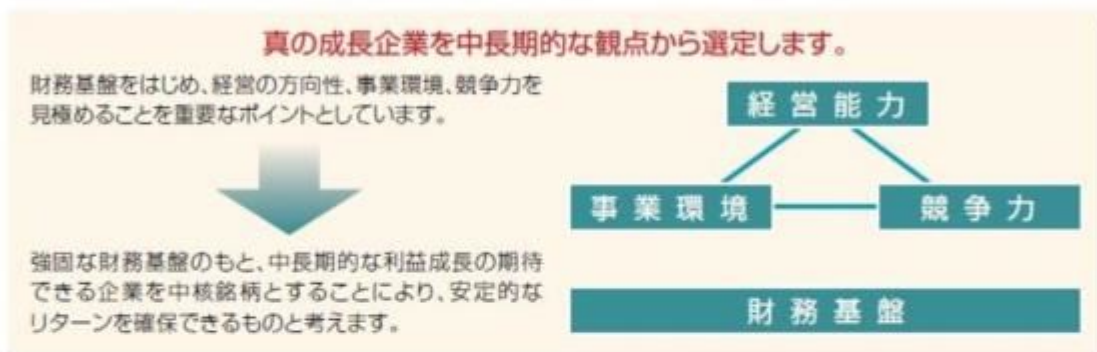 真の成長企業を中長期的な観点から選定します。
財務基盤をはじめ、経営の方向性、事業環境、競争力を
見極めることを重要なポイントとしています。
強固な財務基盤のもと、中長期的な利益成長の期待
できる企業を中核銘柄とすることにより、安定的な
リターンを確保できるものと考えます。
経営能力
事業環境
競争力
財務基盤